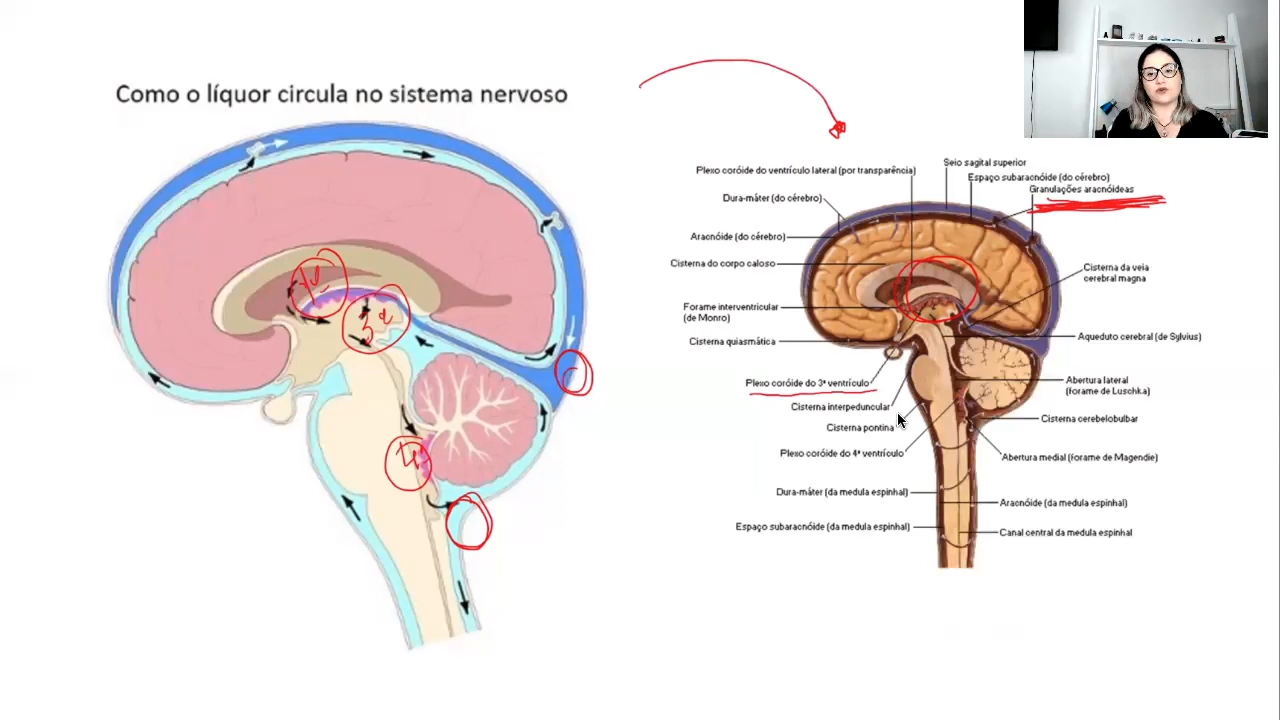 Como o líquor circula no sistema nervoso
Plexo coróide do ventrículo lateral (por transparência)
Seio sagital superior
Espaço subaracnóide (do cérebro)
Granulações aracnóideas
Dura-máter (do cérebro)
Aracnóide (do cérebro)
Cisterna do corpo caloso
Cisterna da veia
cerebral magna
Forame interventricular
(de Monro)
Cisterna quiasmática
Aqueduto cerebral (de Sylvius)
Plexo coróide do 3º ventrículo
Abertura lateral
(forame de Luschka)
Cisterna interpeduncular
Cisterna cerebelobulbar
Cisterna pontina
Plexo coróide do 4º ventrículo
Abertura medial (forame de Magendie)
Dura-máter (da medula espinhal)
Aracnóide (da medula espinhal)
Espaço subaracnóide (da medula espinhal)
Canal central da medula espinhal
3º